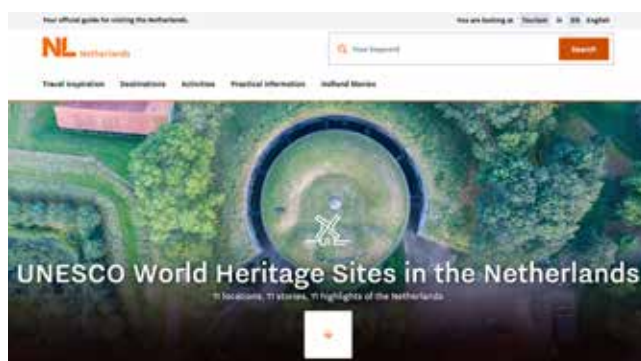 Your official guide for visiting the Netherlands.
You are looking at Tourism in EN English
NL Netherlands
Your keyword
Search
Travel inspiration Destinations Activities Practical information Holland Stories
UNESCO World Heritage Sites in the Netherlands
11 locations, 11 stories, 11 highlights of the Netherlands